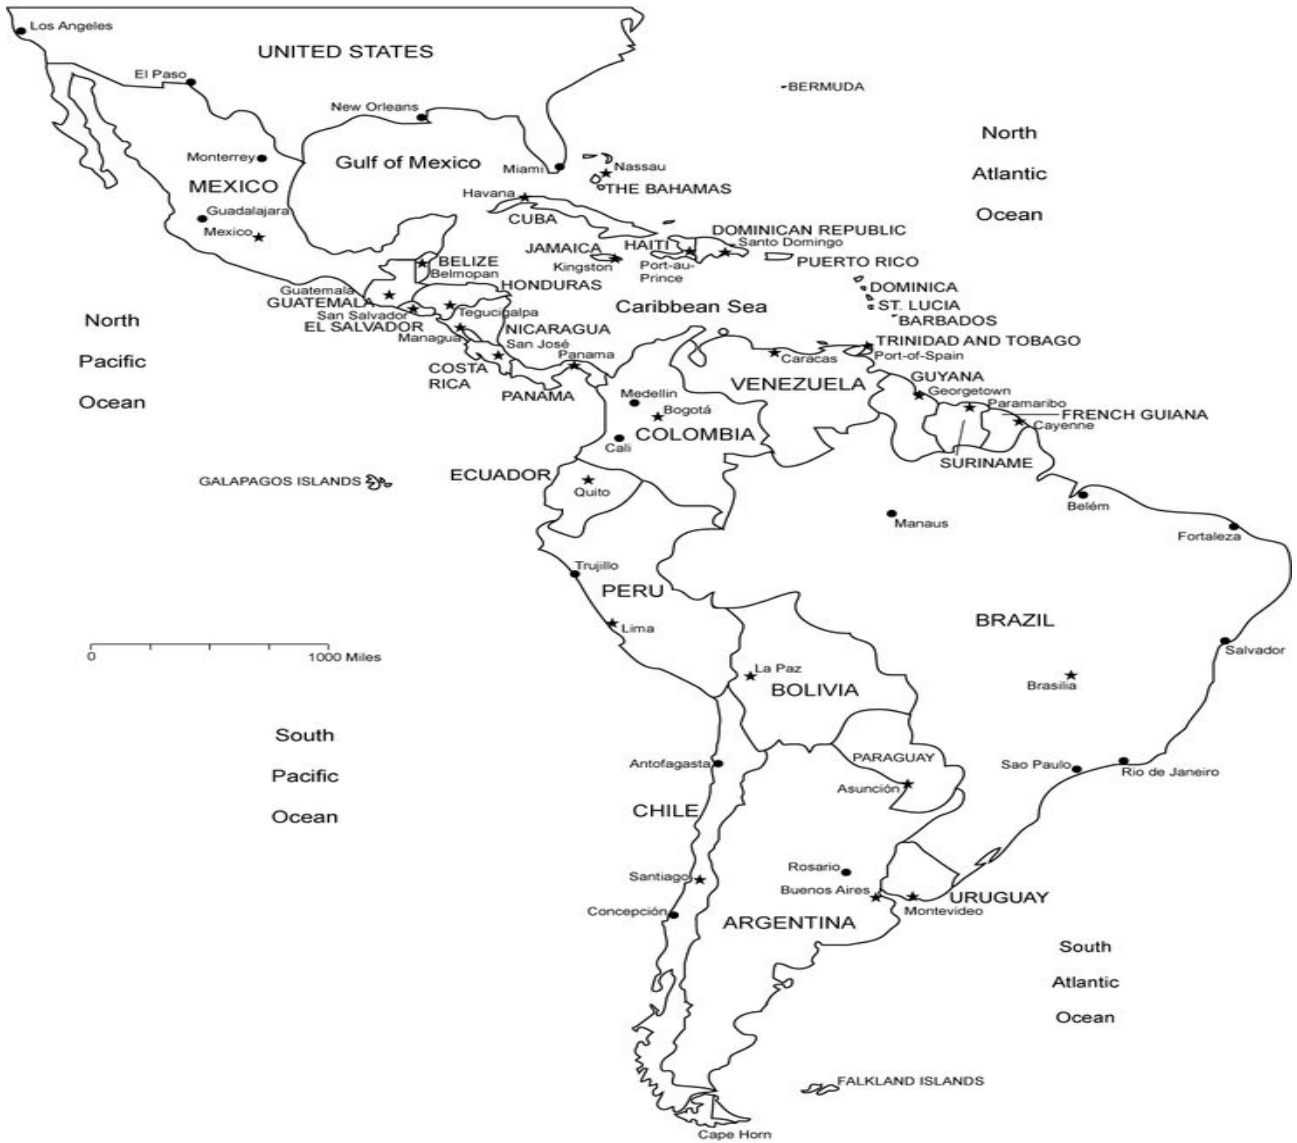 Los Angeles
UNITED STATES
El Paso
BERMUDA
New Orleans
North
Atlantic
Ocean
Monterrey
Gulf of Mexico
Miami
Nassau
THE BAHAMAS
MEXICO
Havana
Guadalajara
CUBA
Mexico
DOMINICAN REPUBLIC
JAMAICA
HAITI
Santo Domingo
Kingston
Port-au-
Prince
PUERTO RICO
BELIZE
Belmopan
HONDURAS
Guatemala
GUATEMALA
DOMINICA
ST. LUCIA
BARBADOS
Caribbean Sea
San Salvador
Tegucigalpa
EL SALVADOR
NICARAGUA
Managua
San José
North
Pacific
Ocean
TRINIDAD AND TOBAGO
Port-of-Spain
Caracas
Panama
COSTA
RICA
PANAMA
VENEZUELA
GUYANA
Georgetown
Paramaribo
FRENCH GUIANA
Cayenne
Medellin
Bogotá
COLOMBIA
Cali
SURINAME
ECUADOR
GALAPAGOS ISLANDS
Quito
Belém
Manaus
Fortaleza
Trujillo
PERU
BRAZIL
Lima
0
1000 Miles
Salvador
La Paz
BOLIVIA
Brasilia
South
Pacific
Ocean
PARAGUAY
Antofagasta
Sao Paulo
Rio de Janeiro
Asunción
CHILE
Rosario
Santiago
Buenos Aires
URUGUAY
Concepción
Montevideo
ARGENTINA
South
Atlantic
Ocean
FALKLAND ISLANDS
Cape Horn